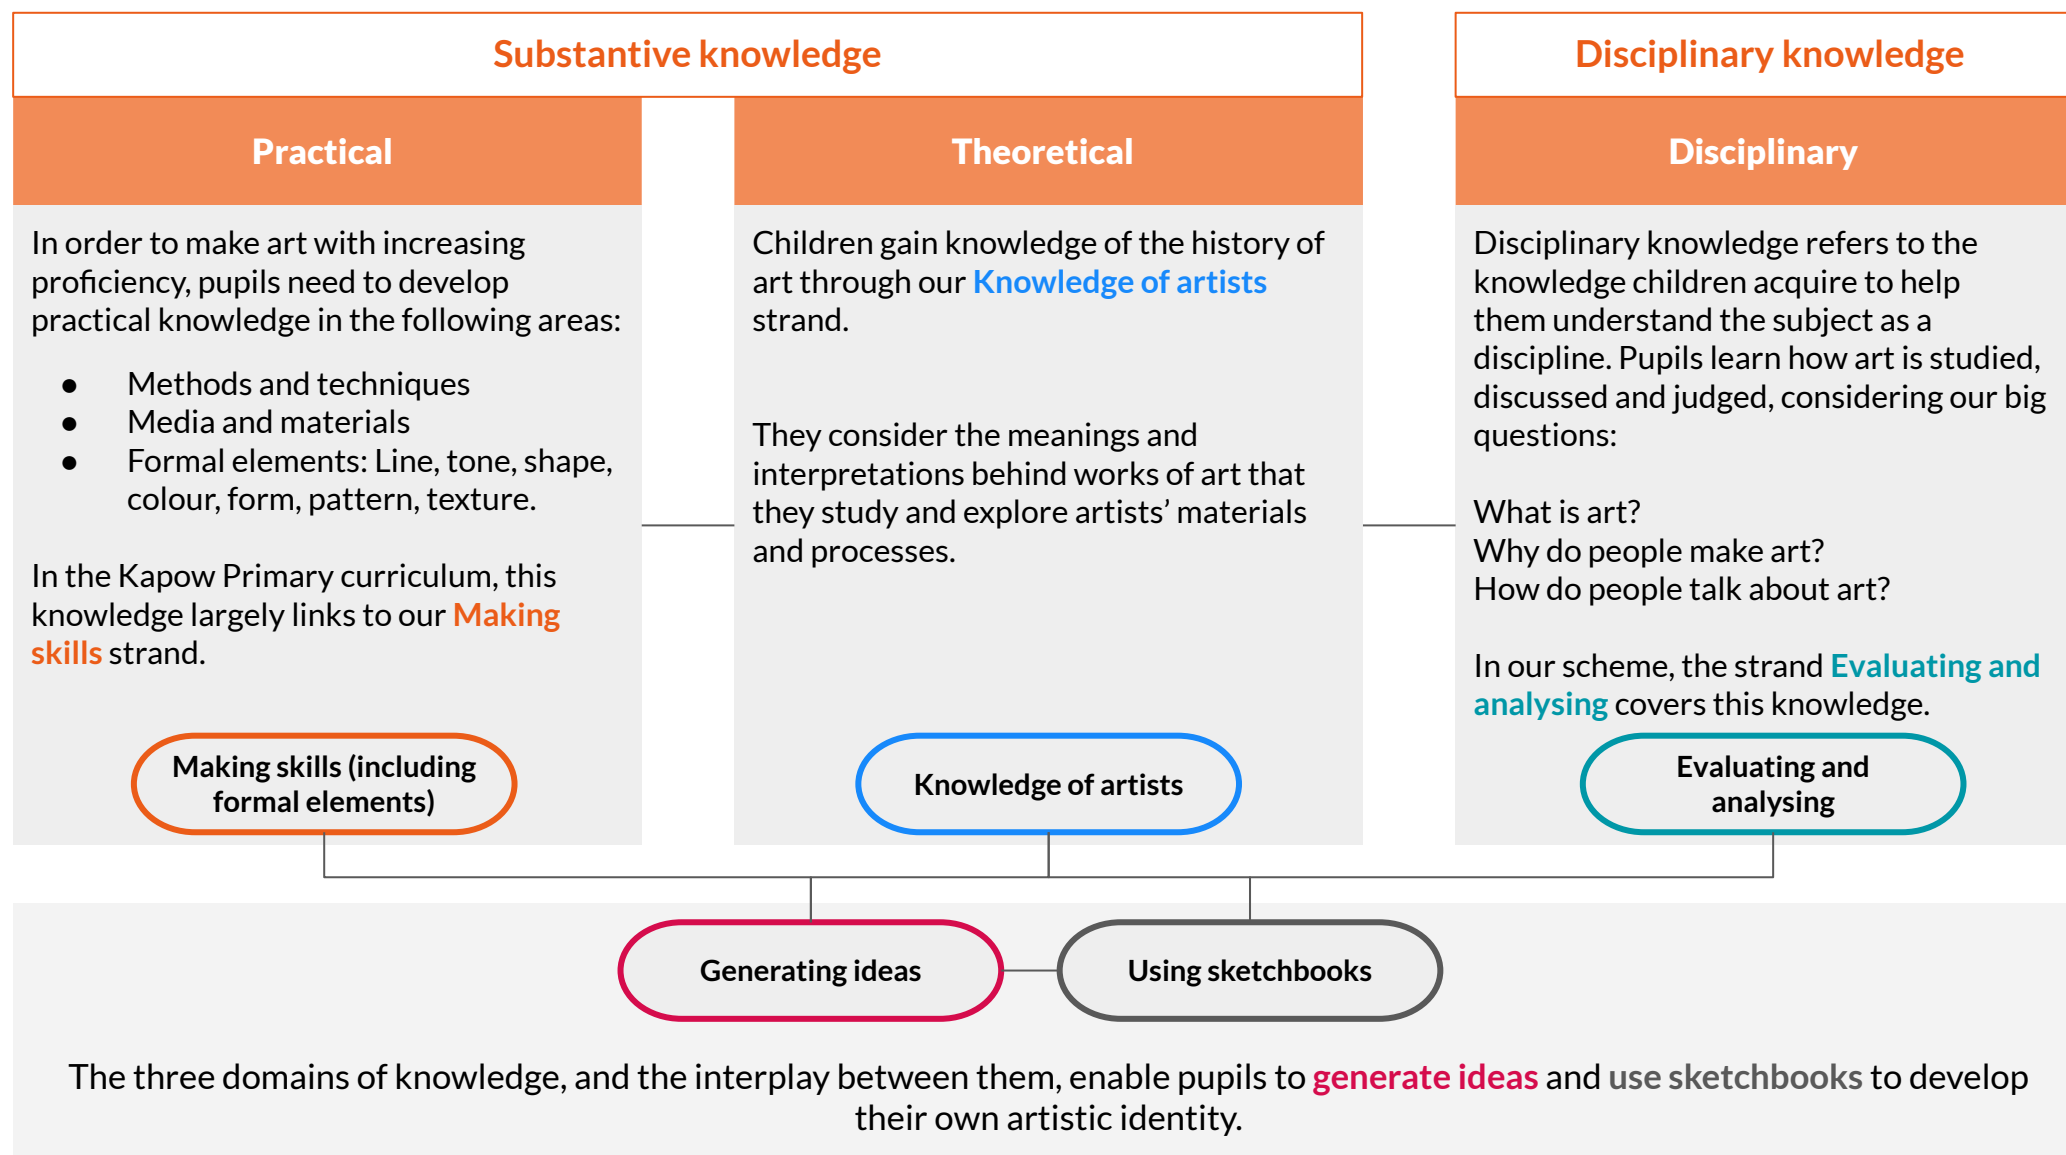 Substantive knowledge
Disciplinary knowledge
Practical
Theoretical
Disciplinary
In order to make art with increasing
proficiency, pupils need to develop
practical knowledge in the following areas:
● Methods and techniques
● Media and materials
● Formal elements: Line, tone, shape,
colour, form, pattern, texture.
In the Kapow Primary curriculum, this
knowledge largely links to our Making
skills strand.
Making skills (including
formal elements)
Children gain knowledge of the history of
art through our Knowledge of artists
strand.
They consider the meanings and
interpretations behind works of art that
they study and explore artists’ materials
and processes.
Knowledge of artists
Disciplinary knowledge refers to the
knowledge children acquire to help
them understand the subject as a
discipline. Pupils learn how art is studied,
discussed and judged, considering our big
questions:
What is art?
Why do people make art?
How do people talk about art?
In our scheme, the strand Evaluating and
analysing covers this knowledge.
Evaluating and
analysing
Generating ideas
Using sketchbooks
The three domains of knowledge, and the interplay between them, enable pupils to generate ideas and use sketchbooks to develop
their own artistic identity.